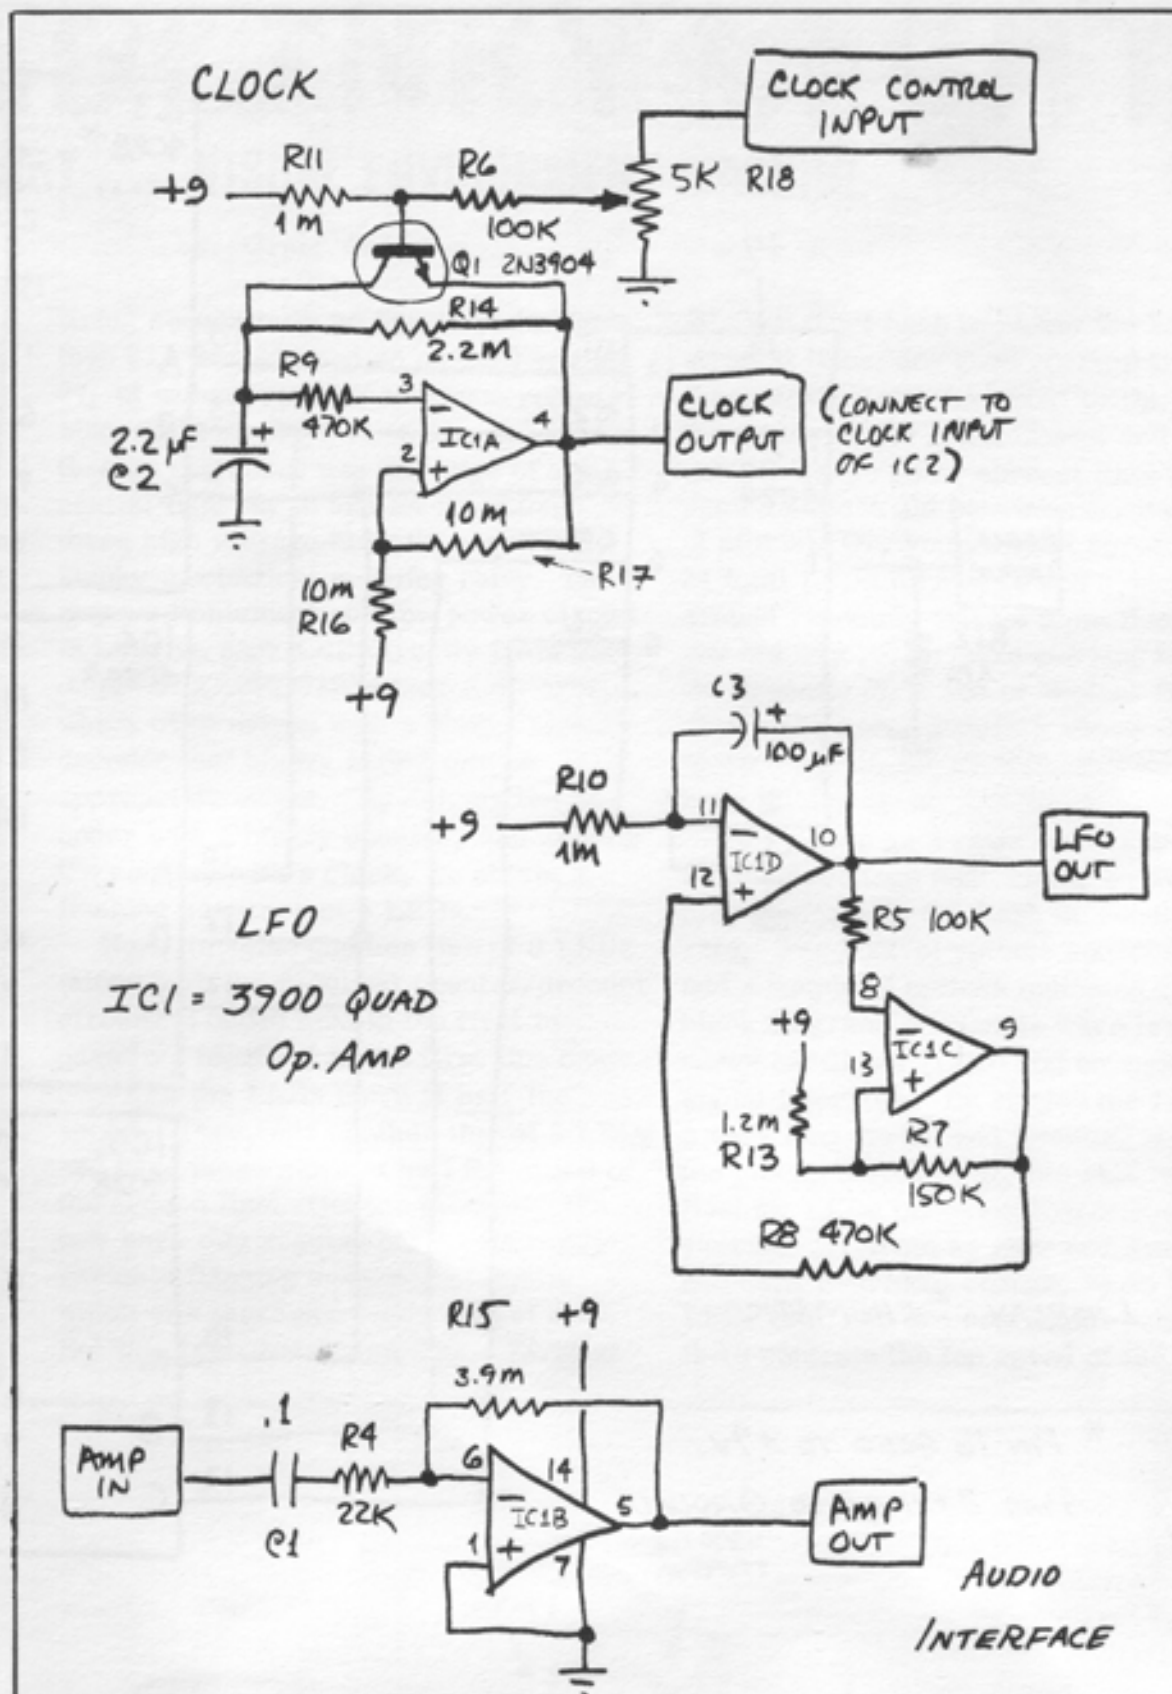 CLOCK
CLOCK CONTROL
INPUT
R11
R6
+9
1m
100K
5K R18
Q1 2N3904
R14
2.2m
R9
470K
3
-
IC1A
4
2
+
2.2 µF
C2
+
CLOCK
OUTPUT
(CONNECT TO
CLOCK INPUT
OF IC2)
10m
R17
10m
R16
+9
C3
+
100µF
R10
+9
1m
11
-
IC1D
10
12
+
LFO
OUT
R5 100K
LFO
IC1 = 3900 QUAD
Op. AMP
8
+9
-
IC1C
9
13
+
1.2m
R13
R7
150K
R8 470K
R15
+9
3.9m
AMP
IN
.1
C1
R4
22K
6
-
14
IC1B
5
1
+
7
AMP
OUT
AUDIO
INTERFACE